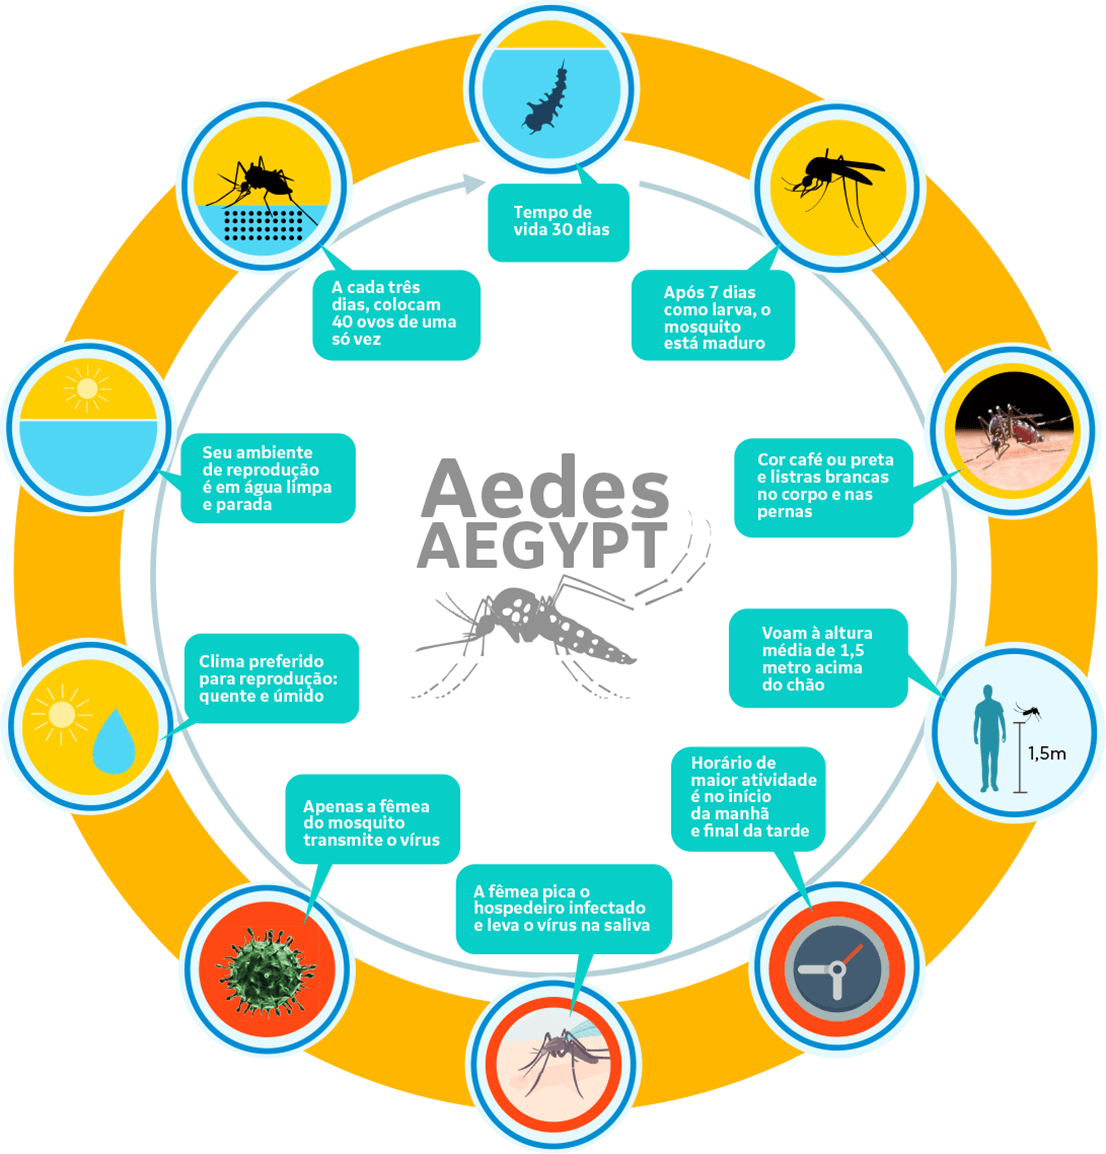 Tempo de
vida 30 dias
Após 7 dias
como larva, o
mosquito
está maduro
Cor café ou preta
e listras brancas
no corpo e nas
pernas
Voam à altura
média de 1,5
metro acima
do chão
1,5m
Horário de
maior atividade
é no início
da manhã
e final da tarde
A fêmea pica o
hospedeiro infectado
e leva o vírus na saliva
Apenas a fêmea
do mosquito
transmite o vírus
Clima preferido
para reprodução:
quente e úmido
Seu ambiente
de reprodução
é em água limpa
e parada
A cada três
dias, colocam
40 ovos de uma
só vez
Aedes
AEGYPT